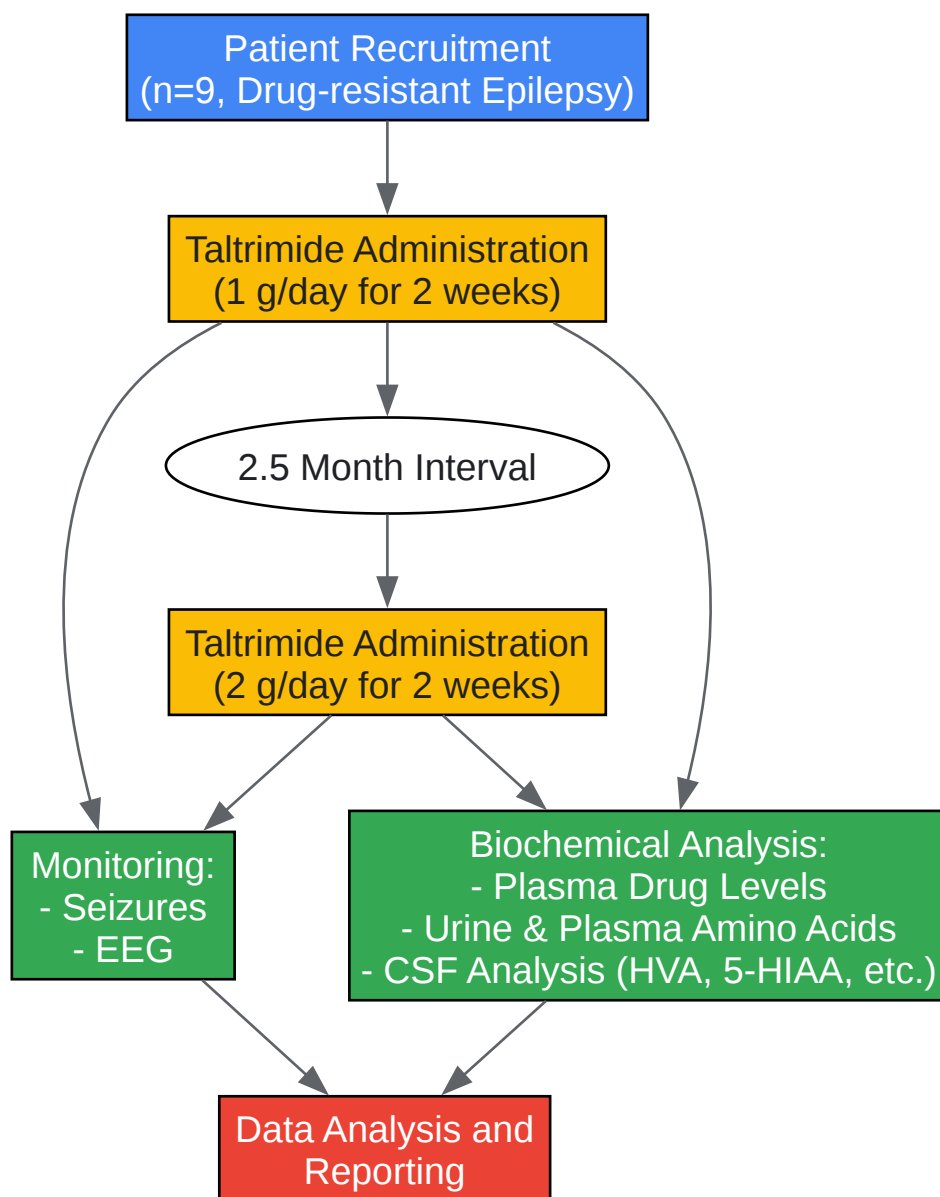 Patient Recruitment
(n=9, Drug-resistant Epilepsy)
Taltrimide Administration
(1 g/day for 2 weeks)
2.5 Month Interval
Taltrimide Administration
(2 g/day for 2 weeks)
Monitoring:
- Seizures
- EEG
Biochemical Analysis:
- Plasma Drug Levels
- Urine & Plasma Amino Acids
- CSF Analysis (HVA, 5-HIAA, etc.)
Data Analysis and
Reporting